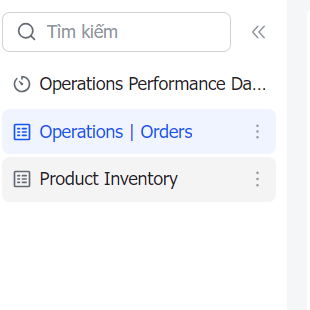 Tìm kiếm
Operations Performance Da...
Operations | Orders
Product Inventory